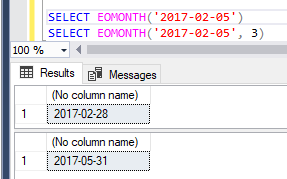 SELECT EOMONTH('2017-02-05')
SELECT EOMONTH('2017-02-05', 3)
100 %
Results Messages
(No column name)
1 2017-02-28
(No column name)
1 2017-05-31